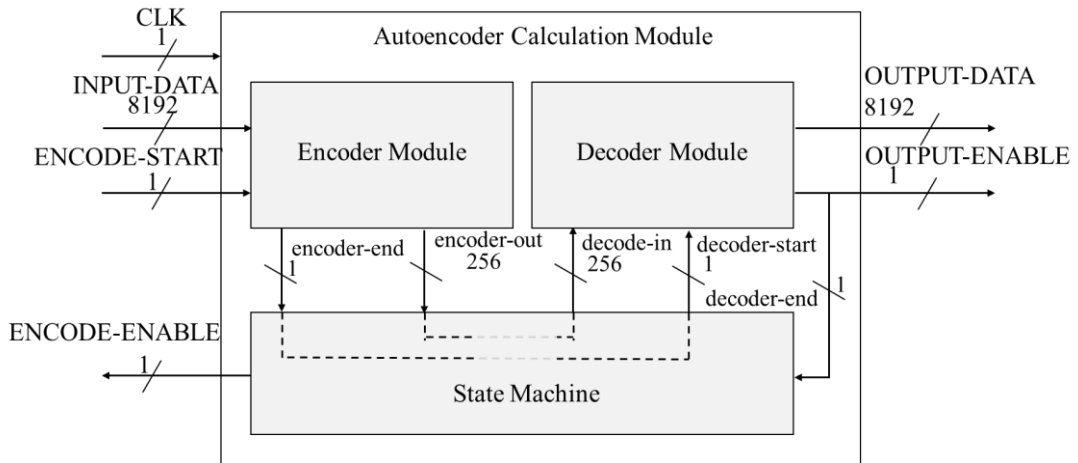 CLK
1
Autoencoder Calculation Module
INPUT-DATA
8192
ENCODE-START
1
Encoder Module
Decoder Module
OUTPUT-DATA
8192
OUTPUT-ENABLE
1
encoder-end
1
encoder-out
256
decode-in
256
decoder-start
1
decoder-end
1
ENCODE-ENABLE
1
State Machine